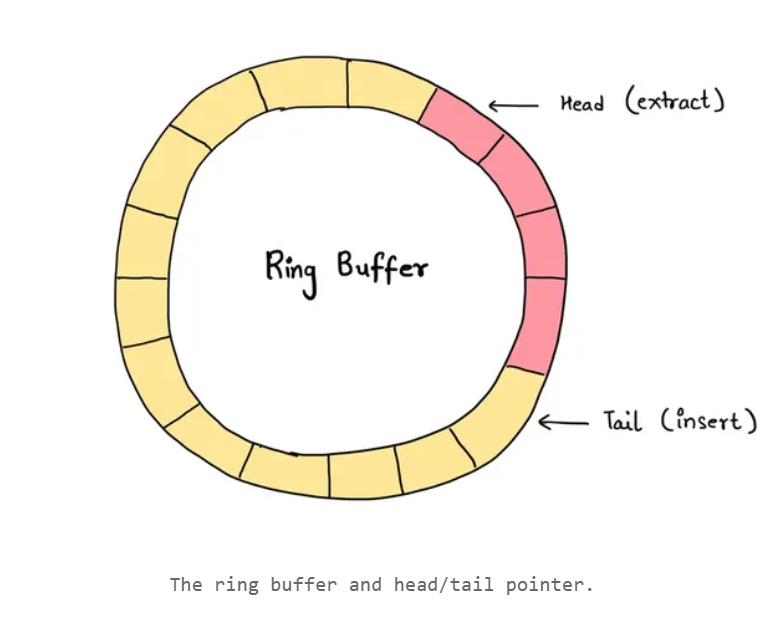 Head (extract)
Ring Buffer
Tail (insert)
The ring buffer and head/tail pointer.